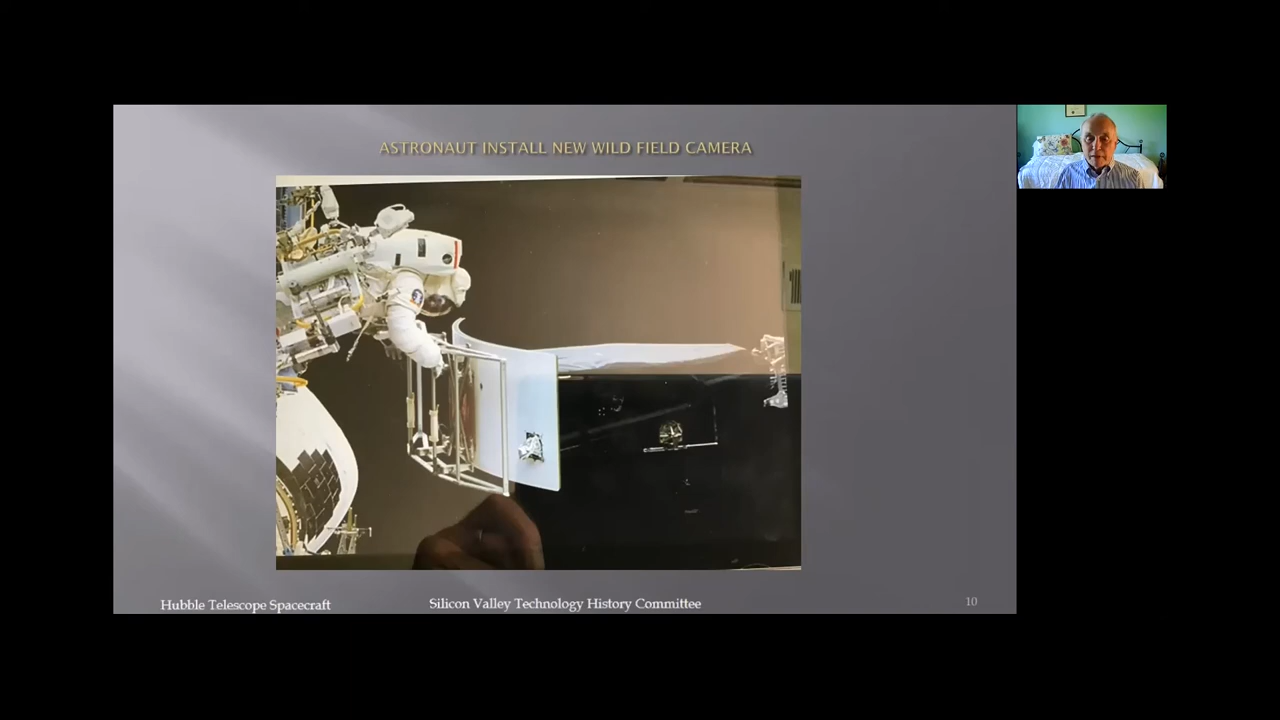 ASTRONAUT INSTALL NEW WILD FIELD CAMERA
Hubble Telescope Spacecraft
Silicon Valley Technology History Committee
10